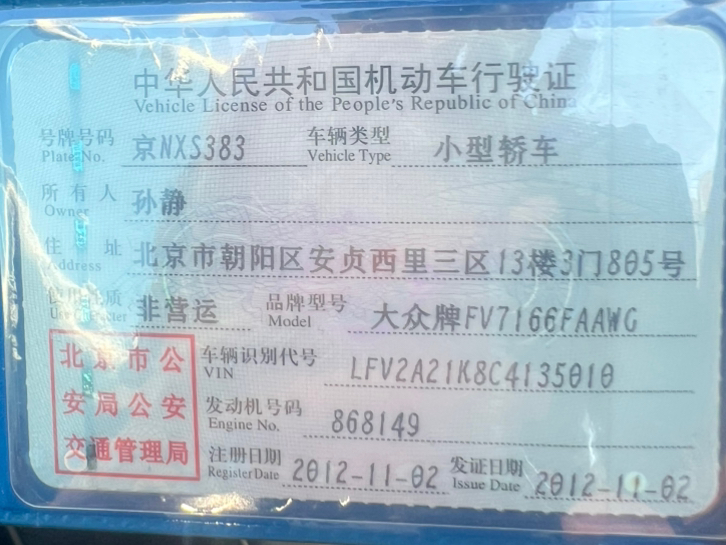 中华人民共和国机动车行驶证
Vehicle License of the People's Republic of China
号牌号码 京NXS383 车辆类型 小型轿车
Plate No. Vehicle Type
所有人 孙静
Owner
住址 北京市朝阳区安贞西里三区13楼3门805号
Address
使用性质 非营运 品牌型号 大众牌FV7166FAAWG
Use Character Model
北京市公 车辆识别代号 LFV2A21K8C4135010
VIN
安局公安 发动机号码 868149
Engine No.
交通管理局 注册日期 2012-11-02 发证日期 2012-11-02
Register Date Issue Date